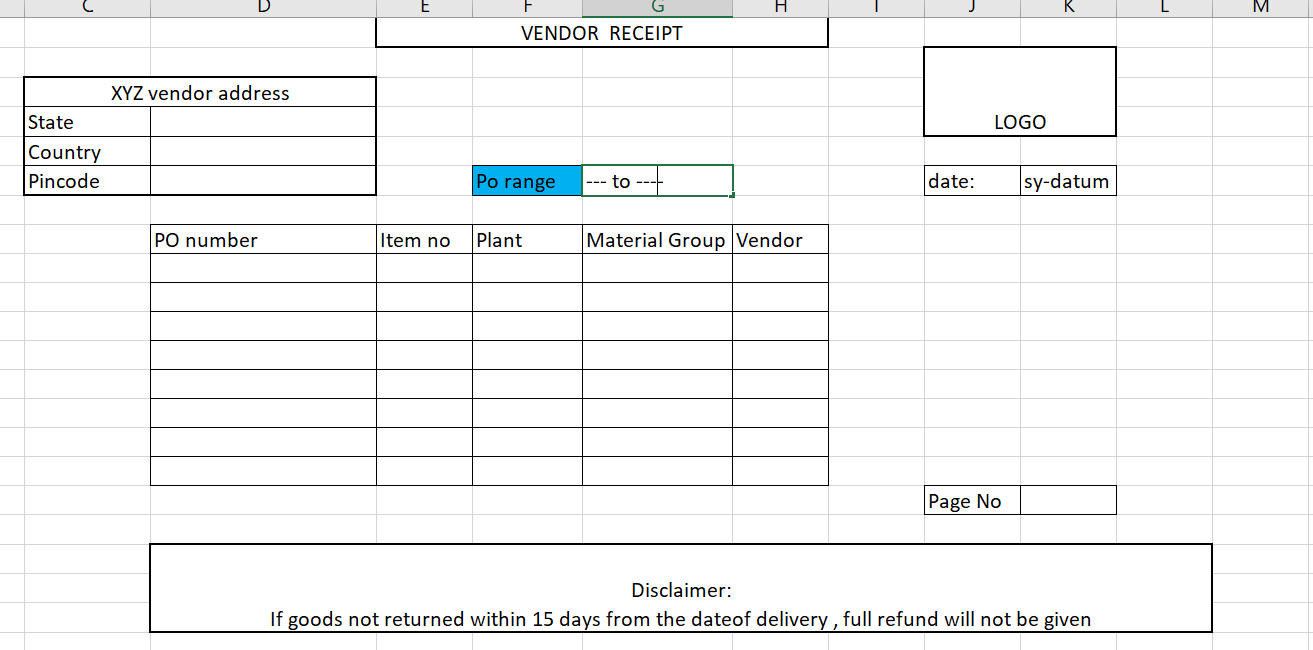 C D E F G H I J K L M
VENDOR  RECEIPT
XYZ vendor address
State
LOGO
Country
Pincode
Po range --- to ----
date: sy-datum
PO number Item no Plant Material Group Vendor
Page No
Disclaimer:
If goods not returned within 15 days from the dateof delivery , full refund will not be given